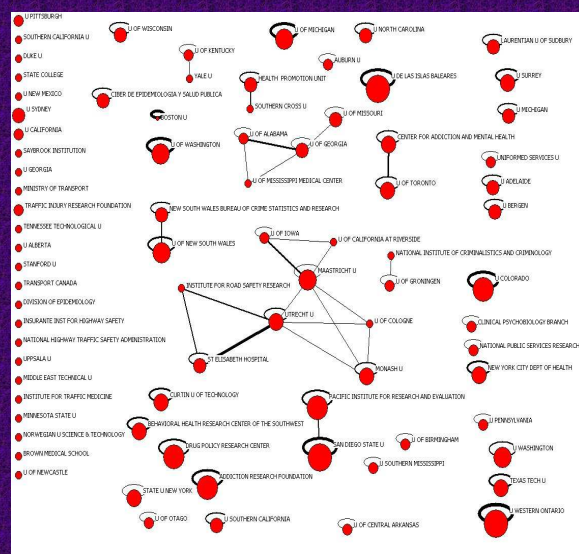 U PITTSBURGH
SOUTHERN CALIFORNIA U
DUKE U
STATE COLLEGE
U NEW MEXICO
U SYDNEY
U CALIFORNIA
SAYBROOK INSTITUTION
U GEORGIA
MINISTRY OF TRANSPORT
TRAFFIC INJURY RESEARCH FOUNDATION
TENNESSEE TECHNOLOGICAL U
U ALBERTA
STANFORD U
TRANSPORT CANADA
DIVISION OF EPIDEMIOLOGY
INSURANTE INST FOR HIGHWAY SAFETY
NATIONAL HIGHWAY TRAFFIC SAFETY ADMINISTRATION
UPPSALA U
MIDDLE EAST TECHNICAL U
INSTITUTE FOR TRAFFIC MEDICINE
MINNESOTA STATE U
NORWEGIAN U SCIENCE & TECHNOLOGY
BROWN MEDICAL SCHOOL
U OF NEWCASTLE
U OF WISCONSIN
U OF MICHIGAN
U NORTH CAROLINA
LAURENTIAN U OF SUDBURY
U OF KENTUCKY
AUBURN U
YALE U
HEALTH PROMOTION UNIT
U DE LAS ISLAS BALEARES
U SURREY
CIBER DE EPIDEMIOLOGIA Y SALUD PUBLICA
SOUTHERN CROSS U
U MICHIGAN
BOSTON U
U OF MISSOURI
U OF ALABAMA
CENTER FOR ADDICTION AND MENTAL HEALTH
U OF WASHINGTON
U OF GEORGIA
UNIFORMED SERVICES U
U OF MISSISSIPPI MEDICAL CENTER
U OF TORONTO
U ADELAIDE
NEW SOUTH WALES BUREAU OF CRIME STATISTICS AND RESEARCH
U BERGEN
U OF IOWA
U OF CALIFORNIA AT RIVERSIDE
U OF NEW SOUTH WALES
NATIONAL INSTITUTE OF CRIMINALISTICS AND CRIMINOLOGY
MAASTRICHT U
U COLORADO
INSTITUTE FOR ROAD SAFETY RESEARCH
U OF GRONINGEN
UTRECHT U
U OF COLOGNE
CLINICAL PSYCHOBIOLOGY BRANCH
NATIONAL PUBLIC SERVICES RESEARCH
ST ELISABETH HOSPITAL
MONASH U
NEW YORK CITY DEPT OF HEALTH
CURTIN U OF TECHNOLOGY
PACIFIC INSTITUTE FOR RESEARCH AND EVALUATION
U PENNSYLVANIA
BEHAVIORAL HEALTH RESEARCH CENTER OF THE SOUTHWEST
DRUG POLICY RESEARCH CENTER
SAN DIEGO STATE U
U OF BIRMINGHAM
U WASHINGTON
U SOUTHERN MISSISSIPPI
ADDICTION RESEARCH FOUNDATION
TEXAS TECH U
STATE U NEW YORK
U WESTERN ONTARIO
U OF OTAGO
U SOUTHERN CALIFORNIA
U OF CENTRAL ARKANSAS